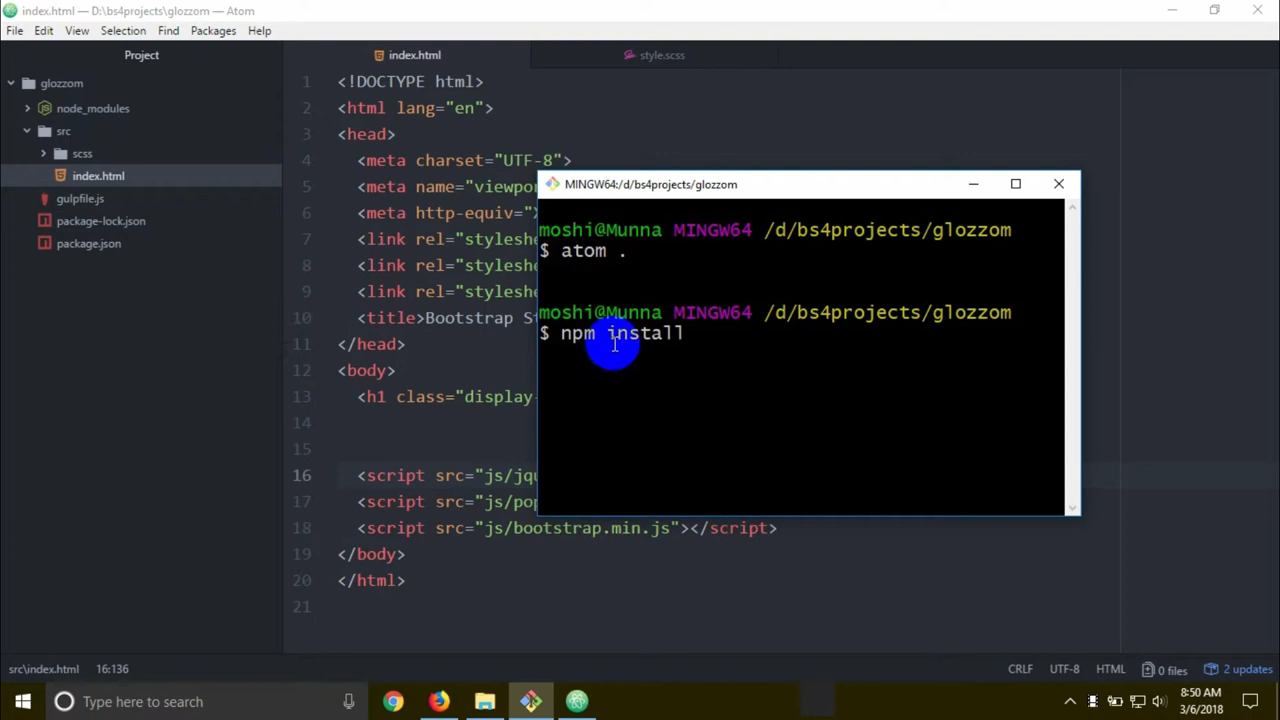 index.html — D:\bs4projects\glozzom — Atom
File Edit View Selection Find Packages Help
Project
glozzom
node_modules
src
scss
index.html
gulpfile.js
package-lock.json
package.json
index.html
style.scss
1 <!DOCTYPE html>
2 <html lang="en">
3 <head>
4 <meta charset="UTF-8">
5 <meta name="viewpor
6 <meta http-equiv="
7 <link rel="styleshe
8 <link rel="styleshe
9 <link rel="styleshe
10 <title>Bootstrap S
11 </head>
12 <body>
13 <h1 class="display-
14
15
16 <script src="js/jqu
17 <script src="js/pop
18 <script src="js/bootstrap.min.js"></script>
19 </body>
20 </html>
21
MINGW64:/d/bs4projects/glozzom
moshi@Munna MINGW64 /d/bs4projects/glozzom
$ atom .
moshi@Munna MINGW64 /d/bs4projects/glozzom
$ npm install
src\index.html 16:136
CRLF UTF-8 HTML 0 files 2 updates
Type here to search
8:50 AM
3/6/2018